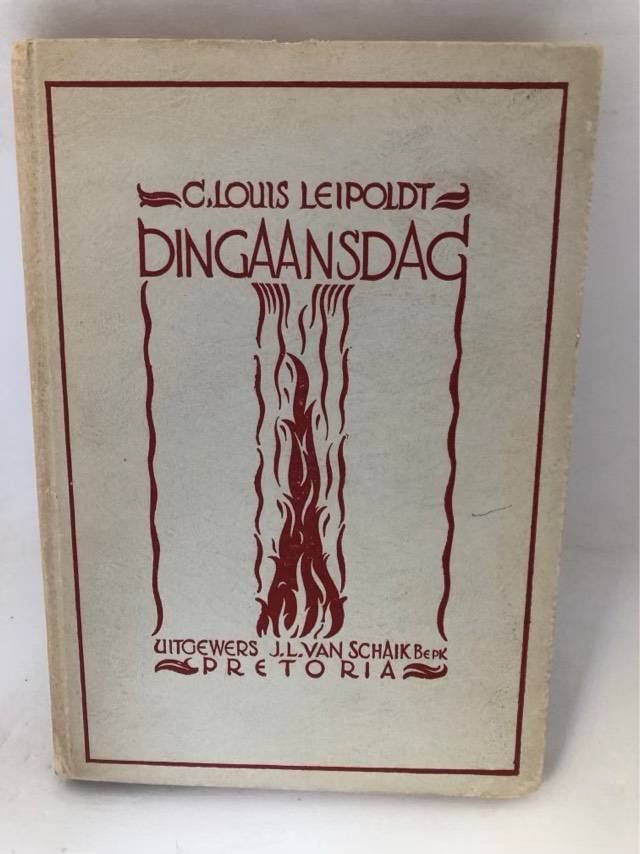 C. LOUIS LEIPOLDT
DINGAANSDAG
UITGEWERS J.L. VAN SCHAIK BEPK
PRETORIA